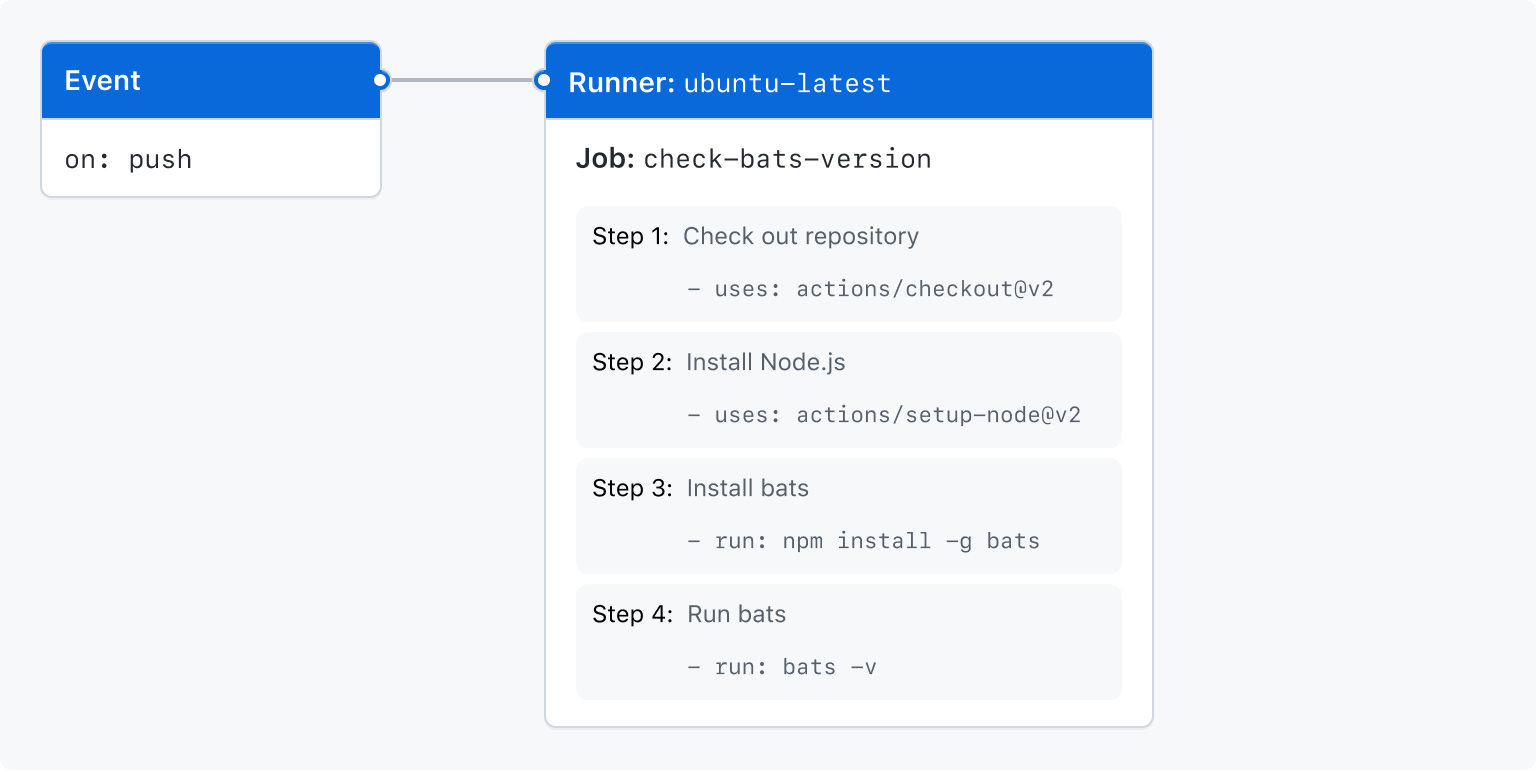 Event
on: push
Runner: ubuntu-latest
Job: check-bats-version
Step 1: Check out repository
- uses: actions/checkout@v2
Step 2: Install Node.js
- uses: actions/setup-node@v2
Step 3: Install bats
- run: npm install -g bats
Step 4: Run bats
- run: bats -v